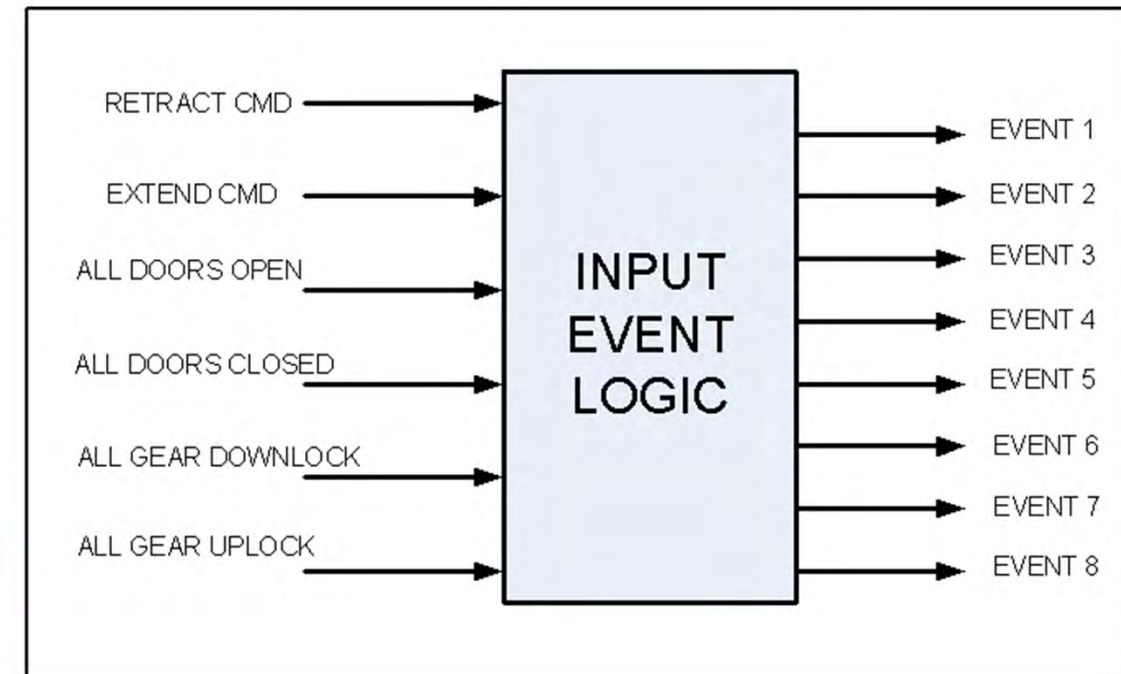 RETRACT CMD
EXTEND CMD
ALL DOORS OPEN
ALL DOORS CLOSED
ALL GEAR DOWNLOCK
ALL GEAR UPLOCK
INPUT
EVENT
LOGIC
EVENT 1
EVENT 2
EVENT 3
EVENT 4
EVENT 5
EVENT 6
EVENT 7
EVENT 8